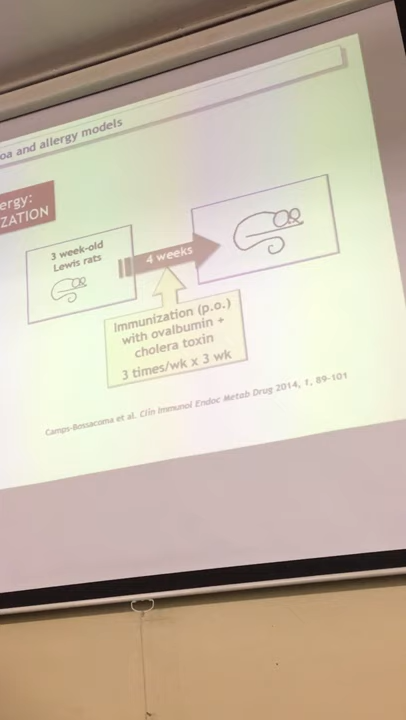 oa and allergy models
ergy:
ZATION
3 week-old
Lewis rats
4 weeks
Immunization (p.o.)
with ovalbumin +
cholera toxin
3 times/wk x 3 wk
Camps-Bossacoma et al. Clin Immunol Endoc Metab Drug 2014, 1, 89-101